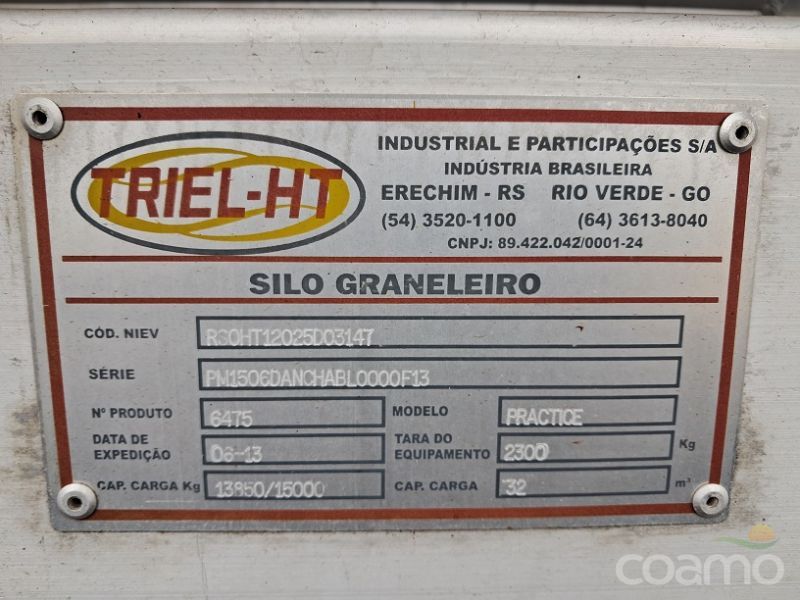 TRIEL-HT
INDUSTRIAL E PARTICIPAÇÕES S/A
INDÚSTRIA BRASILEIRA
ERECHIM - RS RIO VERDE - GO
(54) 3520-1100 (64) 3613-8040
CNPJ: 89.422.042/0001-24
SILO GRANELEIRO
CÓD. NIEV RSOHT12025D03147
SÉRIE PM1506DANCHABL0000F13
Nº PRODUTO 6475 MODELO PRACTICE
DATA DE EXPEDIÇÃO 06-13 TARA DO EQUIPAMENTO 2300 Kg
CAP. CARGA Kg 13850/15000 CAP. CARGA 32 m³
coamo